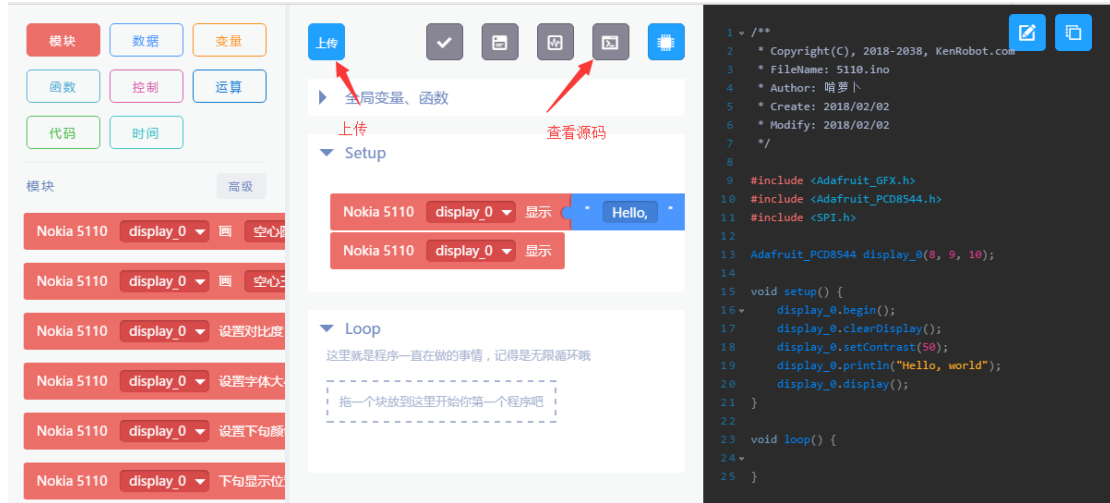 模块 数据 变量
函数 控制 运算
代码 时间
模块 高级
Nokia 5110 display_0 画 空心
Nokia 5110 display_0 画 空心
Nokia 5110 display_0 设置对比度
Nokia 5110 display_0 设置字体大
Nokia 5110 display_0 设置下句颜
Nokia 5110 display_0 下句显示位
上传
全局变量、函数
上传
查看源码
Setup
Nokia 5110 display_0 显示 " Hello, "
Nokia 5110 display_0 显示
Loop
这里就是程序一直在做的事情，记得是无限循环哦
拖一个块放到这里开始你第一个程序吧
1 /**
2 * Copyright(C), 2018-2038, KenRobot.com
3 * FileName: 5110.ino
4 * Author: 啃萝卜
5 * Create: 2018/02/02
6 * Modify: 2018/02/02
7 */
8
9 #include <Adafruit_GFX.h>
10 #include <Adafruit_PCD8544.h>
11 #include <SPI.h>
12
13 Adafruit_PCD8544 display_0(8, 9, 10);
14
15 void setup() {
16 display_0.begin();
17 display_0.clearDisplay();
18 display_0.setContrast(50);
19 display_0.println("Hello, world");
20 display_0.display();
21 }
22
23 void loop() {
24
25 }